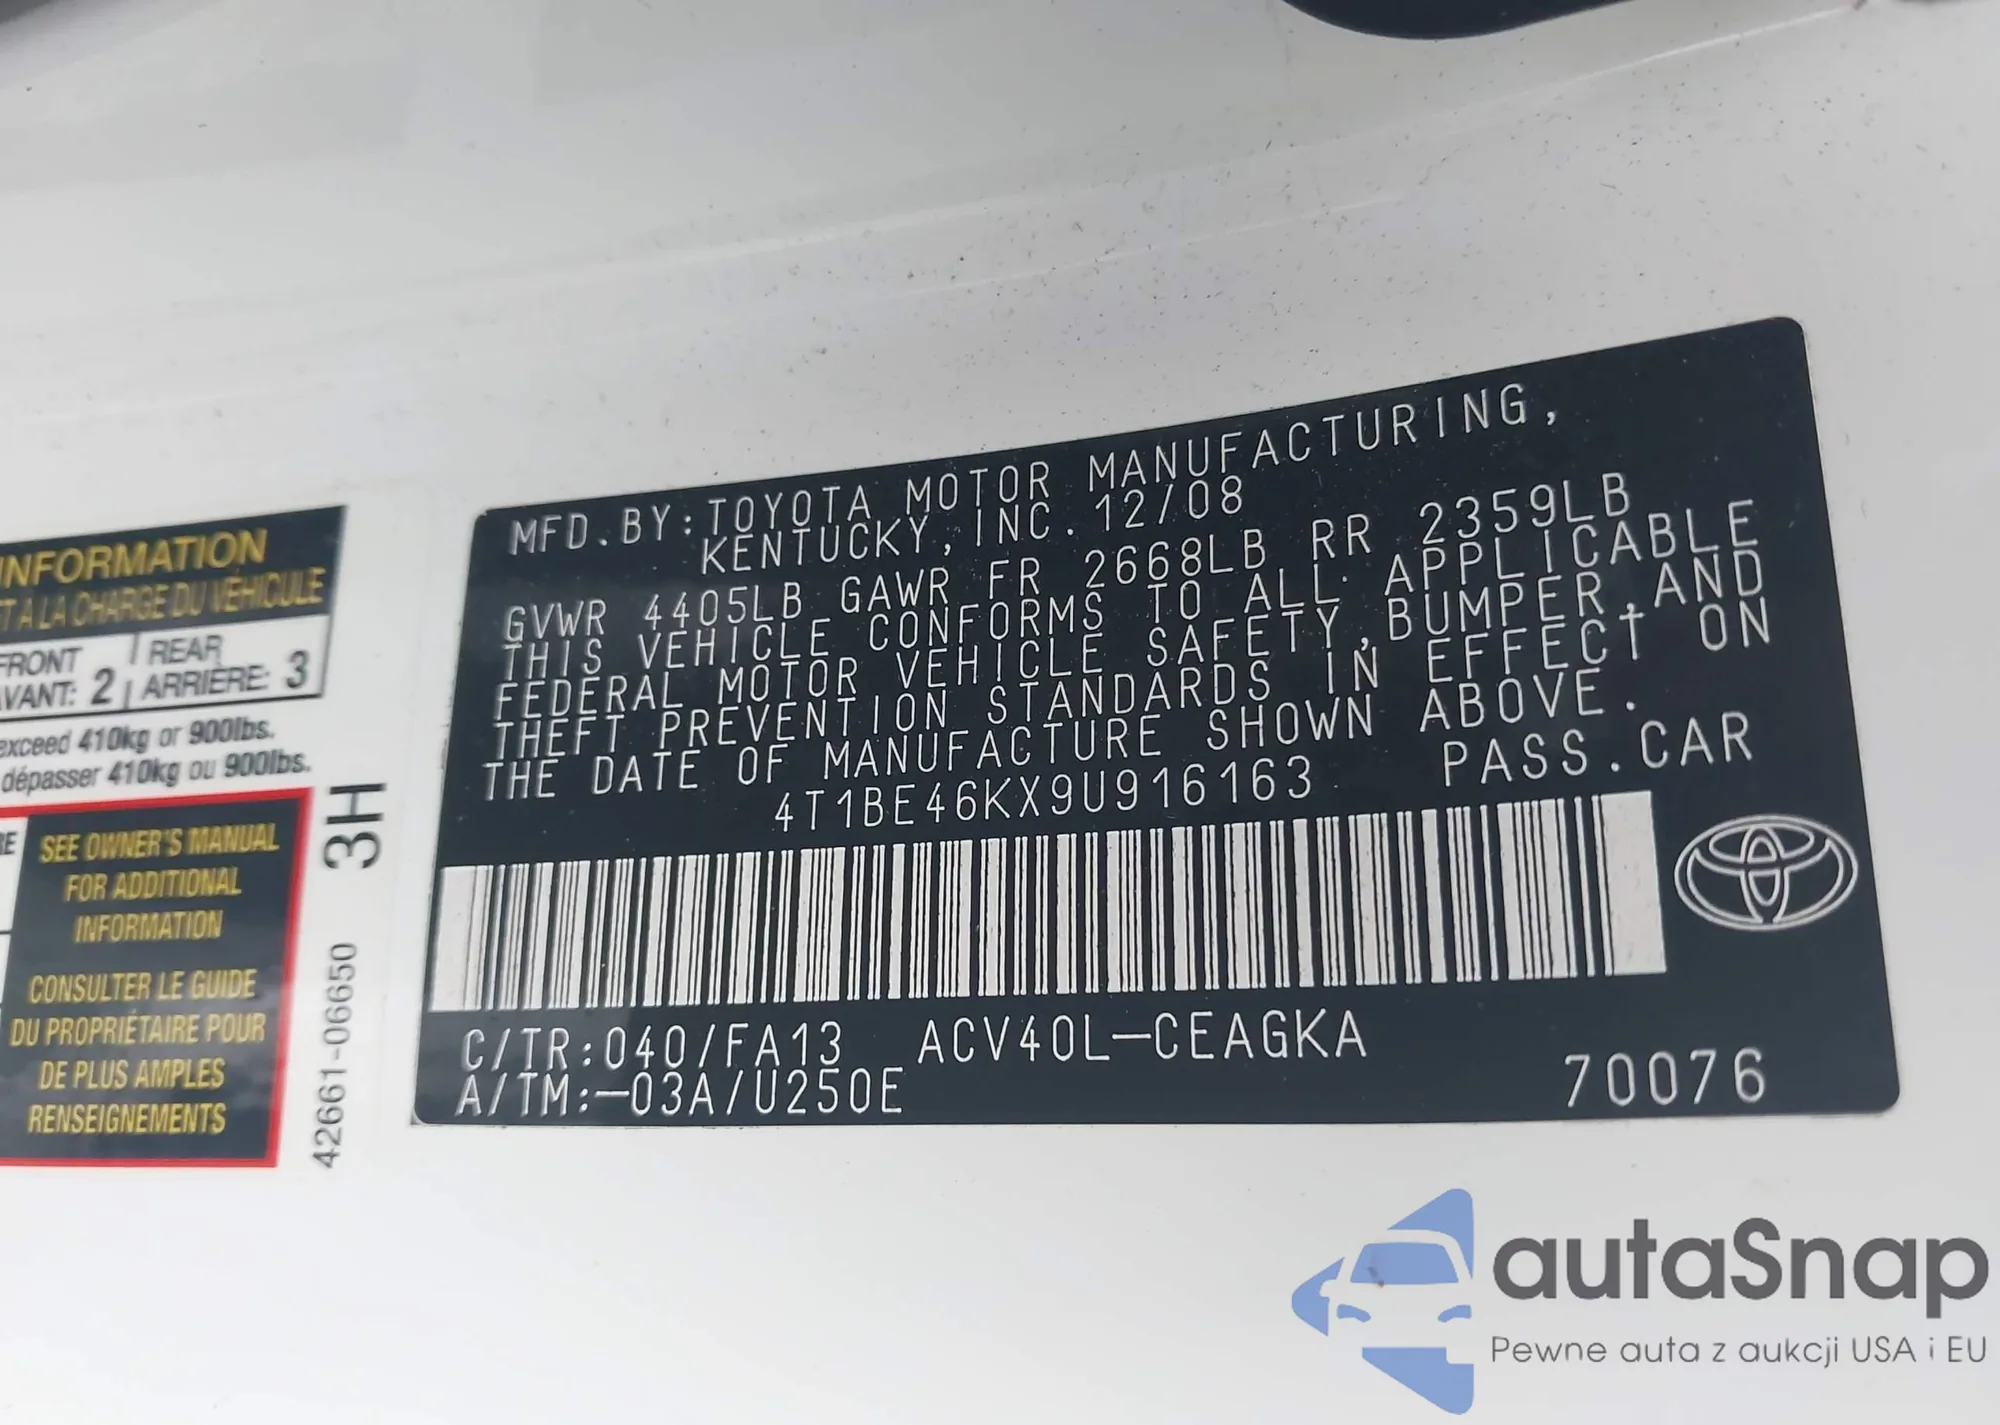 INFORMATION
ET A LA CHARGE DU VÉHICULE
FRONT
AVANT: 2
REAR
ARRIERE: 3
exceed 410kg or 900lbs.
dépasser 410kg ou 900lbs.
SEE OWNER'S MANUAL
FOR ADDITIONAL
INFORMATION
CONSULTER LE GUIDE
DU PROPRIÉTAIRE POUR
DE PLUS AMPLES
RENSEIGNEMENTS
3H
42661-06650
MFD.BY:TOYOTA MOTOR MANUFACTURING,
KENTUCKY,INC.12/08
GVWR 4405LB GAWR FR 2668LB RR 2359LB
THIS VEHICLE CONFORMS TO ALL APPLICABLE
FEDERAL MOTOR VEHICLE SAFETY,BUMPER,AND
THEFT PREVENTION STANDARDS IN EFFECT ON
THE DATE OF MANUFACTURE SHOWN ABOVE.
4T1BE46KX9U916163 PASS.CAR
C/TR:040/FA13 ACV40L-CEAGKA
A/TM:-03A/U250E 70076
autaSnap
Pewne auta z aukcji USA i EU